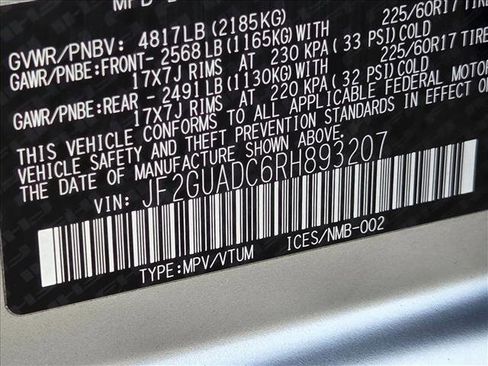 MFD
GVWR/PNBV: 4817LB (2185KG)
GAWR/PNBE:FRONT-2568LB(1165KG) 225/60R17 TIRE
17X7J RIMS AT 230 KPA(33 PSI)COLD
GAWR/PNBE:REAR -2491LB(1130KG) 225/60R17 TIRE
17X7J RIMS AT 220 KPA(32 PSI)COLD
THIS VEHICLE CONFORMS TO ALL APPLICABLE FEDERAL MOTOR
VEHICLE SAFETY AND THEFT PREVENTION STANDARDS IN EFFECT ON
THE DATE OF MANUFACTURE SHOWN ABOVE.
VIN: JF2GUADC6RH893207
TYPE:MPV/VTUM ICES/NMB-002